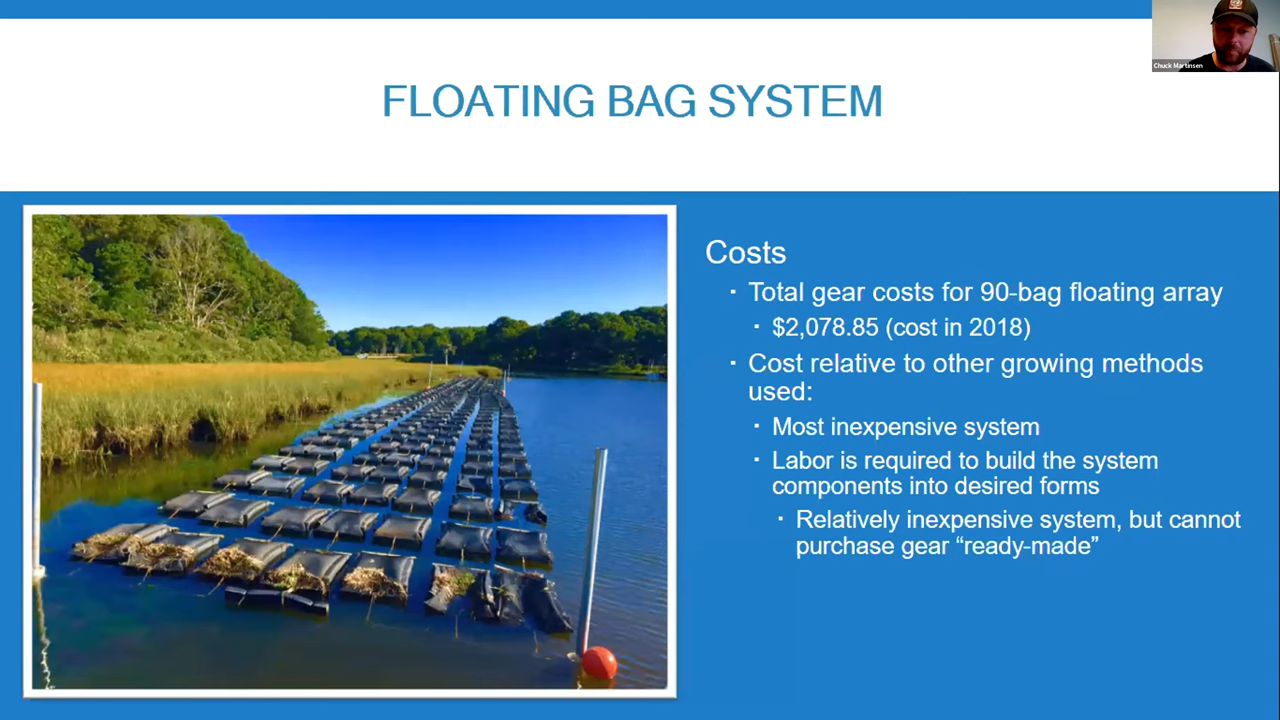 Chuck Martinsen
FLOATING BAG SYSTEM
Costs
· Total gear costs for 90-bag floating array
· $2,078.85 (cost in 2018)
· Cost relative to other growing methods
used:
· Most inexpensive system
· Labor is required to build the system
components into desired forms
· Relatively inexpensive system, but cannot
purchase gear “ready-made”